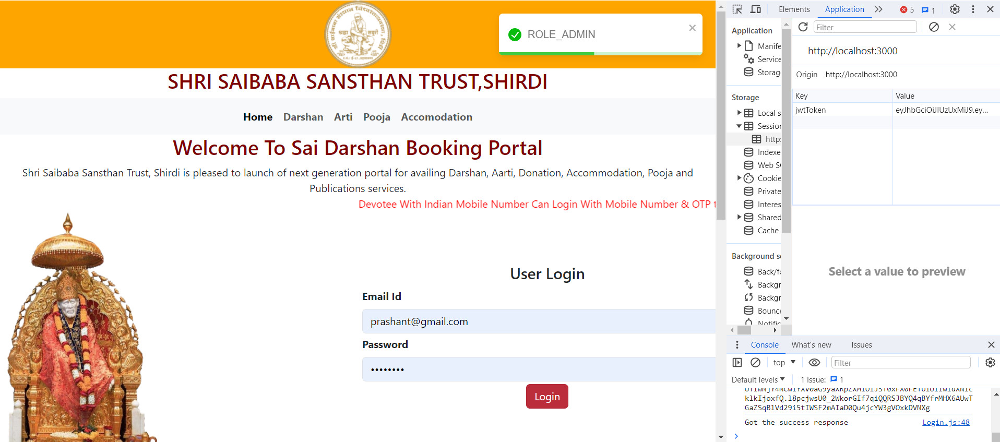 ROLE_ADMIN
SHRI SAIBABA SANSTHAN TRUST,SHIRDI
Home Darshan Arti Pooja Accomodation
Welcome To Sai Darshan Booking Portal
Shri Saibaba Sansthan Trust, Shirdi is pleased to launch of next generation portal for availing Darshan, Aarti, Donation, Accommodation, Pooja and
Publications services.
Devotee With Indian Mobile Number Can Login With Mobile Number & OTP t
User Login
Email Id
prashant@gmail.com
Password
Login
Elements Application 5 1
Application
Manife
Service
Storag
Storage
Local s
Session
http:
Indexe
Web S
Cookie
Private
Interes
Shared
Cache
Background se
Back/fo
Backgr
Backgr
Bounce
Notific
Filter
http://localhost:3000
Origin http://localhost:3000
Key Value
jwtToken eyJhbGciOiJIUzUxMiJ9.ey...
Select a value to preview
Console What's new Issues
top Filter
Default levels 1 Issue: 1
klkIjoxfQ.l8pcjwsU0_2WkorGIf7qiQQRSJBYQ4qBYfrMHX6AUwT
GaZSqBlVd29i5tIWSF2mAIaD0Qu4jcYW3gVOxkDVNXg
Got the success response Login.js:48